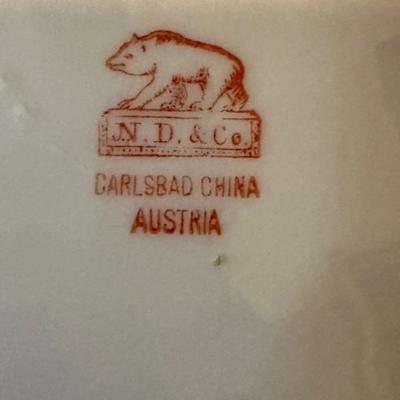 N. D. & Co.
CARLSBAD CHINA
AUSTRIA